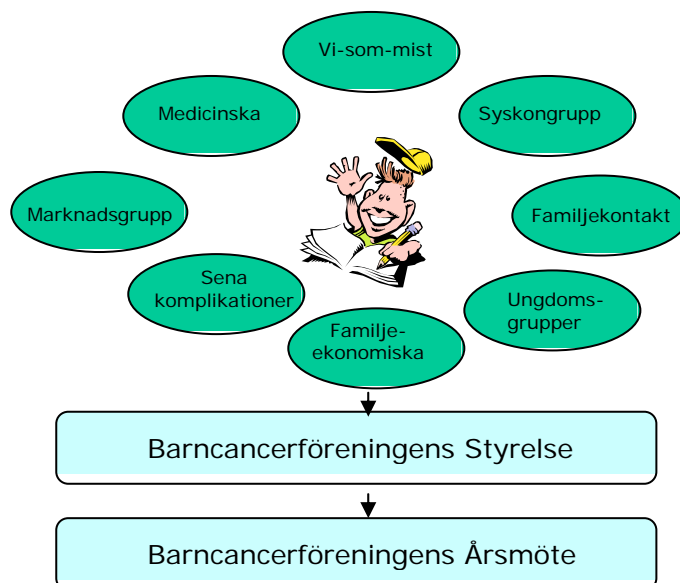 Vi-som-mist
Medicinska
Syskongrupp
Marknadsgrupp
Familjekontakt
Sena
komplikationer
Ungdoms-
grupper
Familje-
ekonomiska
Barncancerföreningens Styrelse
Barncancerföreningens Årsmöte